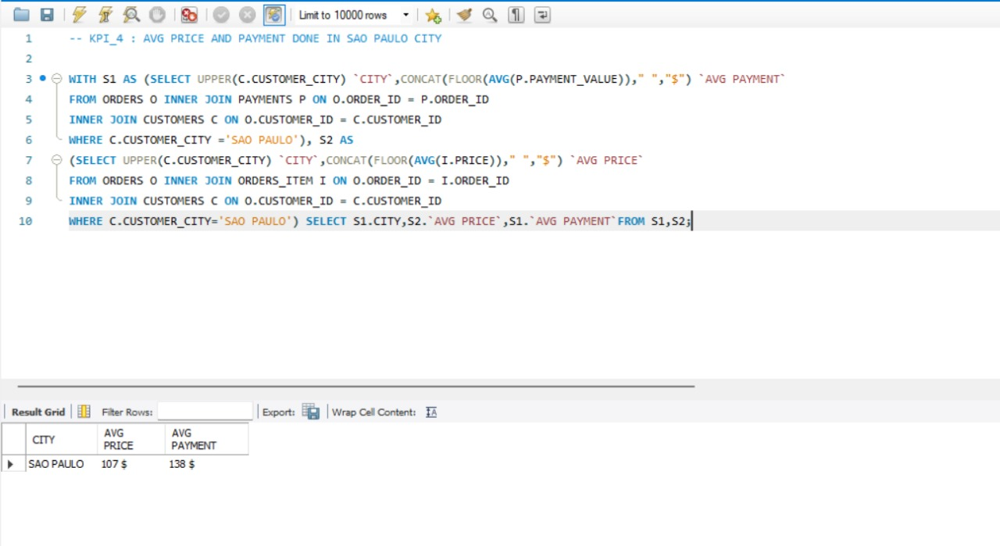 Limit to 10000 rows
1 -- KPI_4 : AVG PRICE AND PAYMENT DONE IN SAO PAULO CITY
2
3 WITH S1 AS (SELECT UPPER(C.CUSTOMER_CITY) `CITY`,CONCAT(FLOOR(AVG(P.PAYMENT_VALUE))," ","$") `AVG PAYMENT`
4 FROM ORDERS O INNER JOIN PAYMENTS P ON O.ORDER_ID = P.ORDER_ID
5 INNER JOIN CUSTOMERS C ON O.CUSTOMER_ID = C.CUSTOMER_ID
6 WHERE C.CUSTOMER_CITY ='SAO PAULO'), S2 AS
7 (SELECT UPPER(C.CUSTOMER_CITY) `CITY`,CONCAT(FLOOR(AVG(I.PRICE))," ","$") `AVG PRICE`
8 FROM ORDERS O INNER JOIN ORDERS_ITEM I ON O.ORDER_ID = I.ORDER_ID
9 INNER JOIN CUSTOMERS C ON O.CUSTOMER_ID = C.CUSTOMER_ID
10 WHERE C.CUSTOMER_CITY='SAO PAULO') SELECT S1.CITY,S2.`AVG PRICE`,S1.`AVG PAYMENT`FROM S1,S2;
Result Grid Filter Rows: Export: Wrap Cell Content: IA
CITY AVG PRICE AVG PAYMENT
SAO PAULO 107 $ 138 $